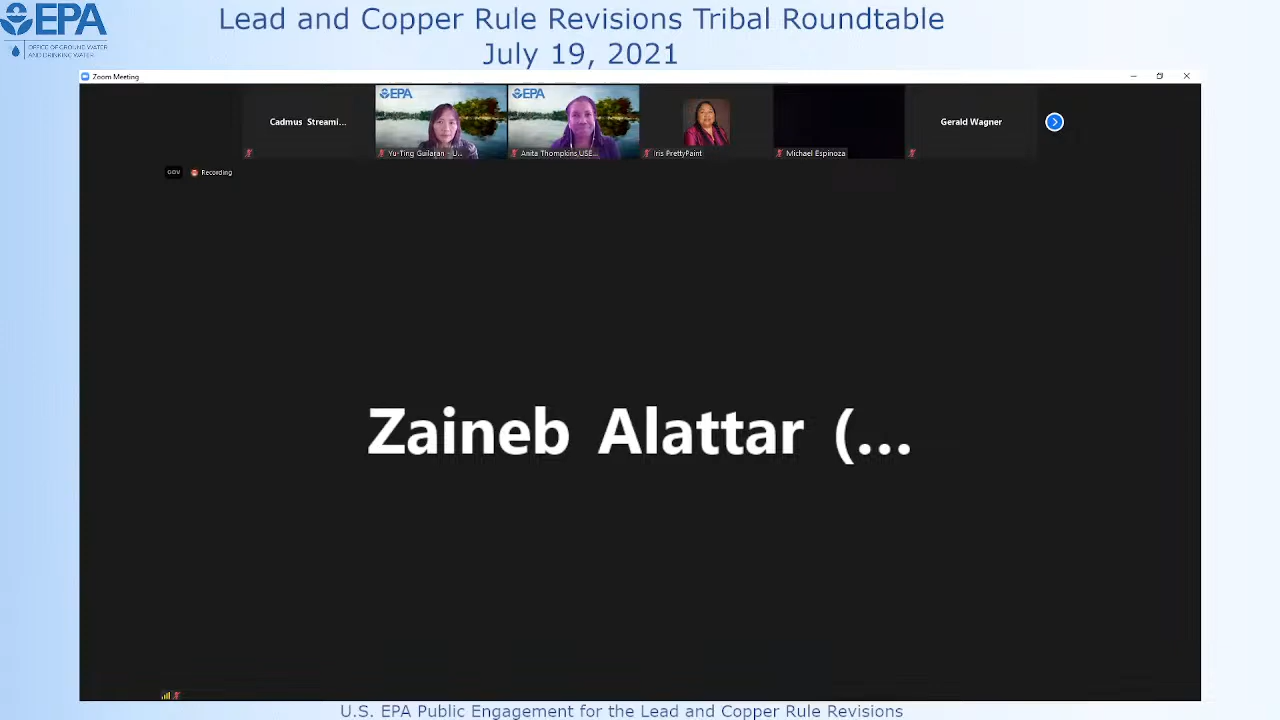 EPA
OFFICE OF GROUND WATER
AND DRINKING WATER
Lead and Copper Rule Revisions Tribal Roundtable
July 19, 2021
Zoom Meeting
Cadmus Streami...
EPA
Yu-Ting Guilaran - U...
EPA
Anita Thompkins USE...
Iris PrettyPaint
Michael Espinoza
Gerald Wagner
GOV
Recording
Zaineb Alattar (...
U.S. EPA Public Engagement for the Lead and Copper Rule Revisions